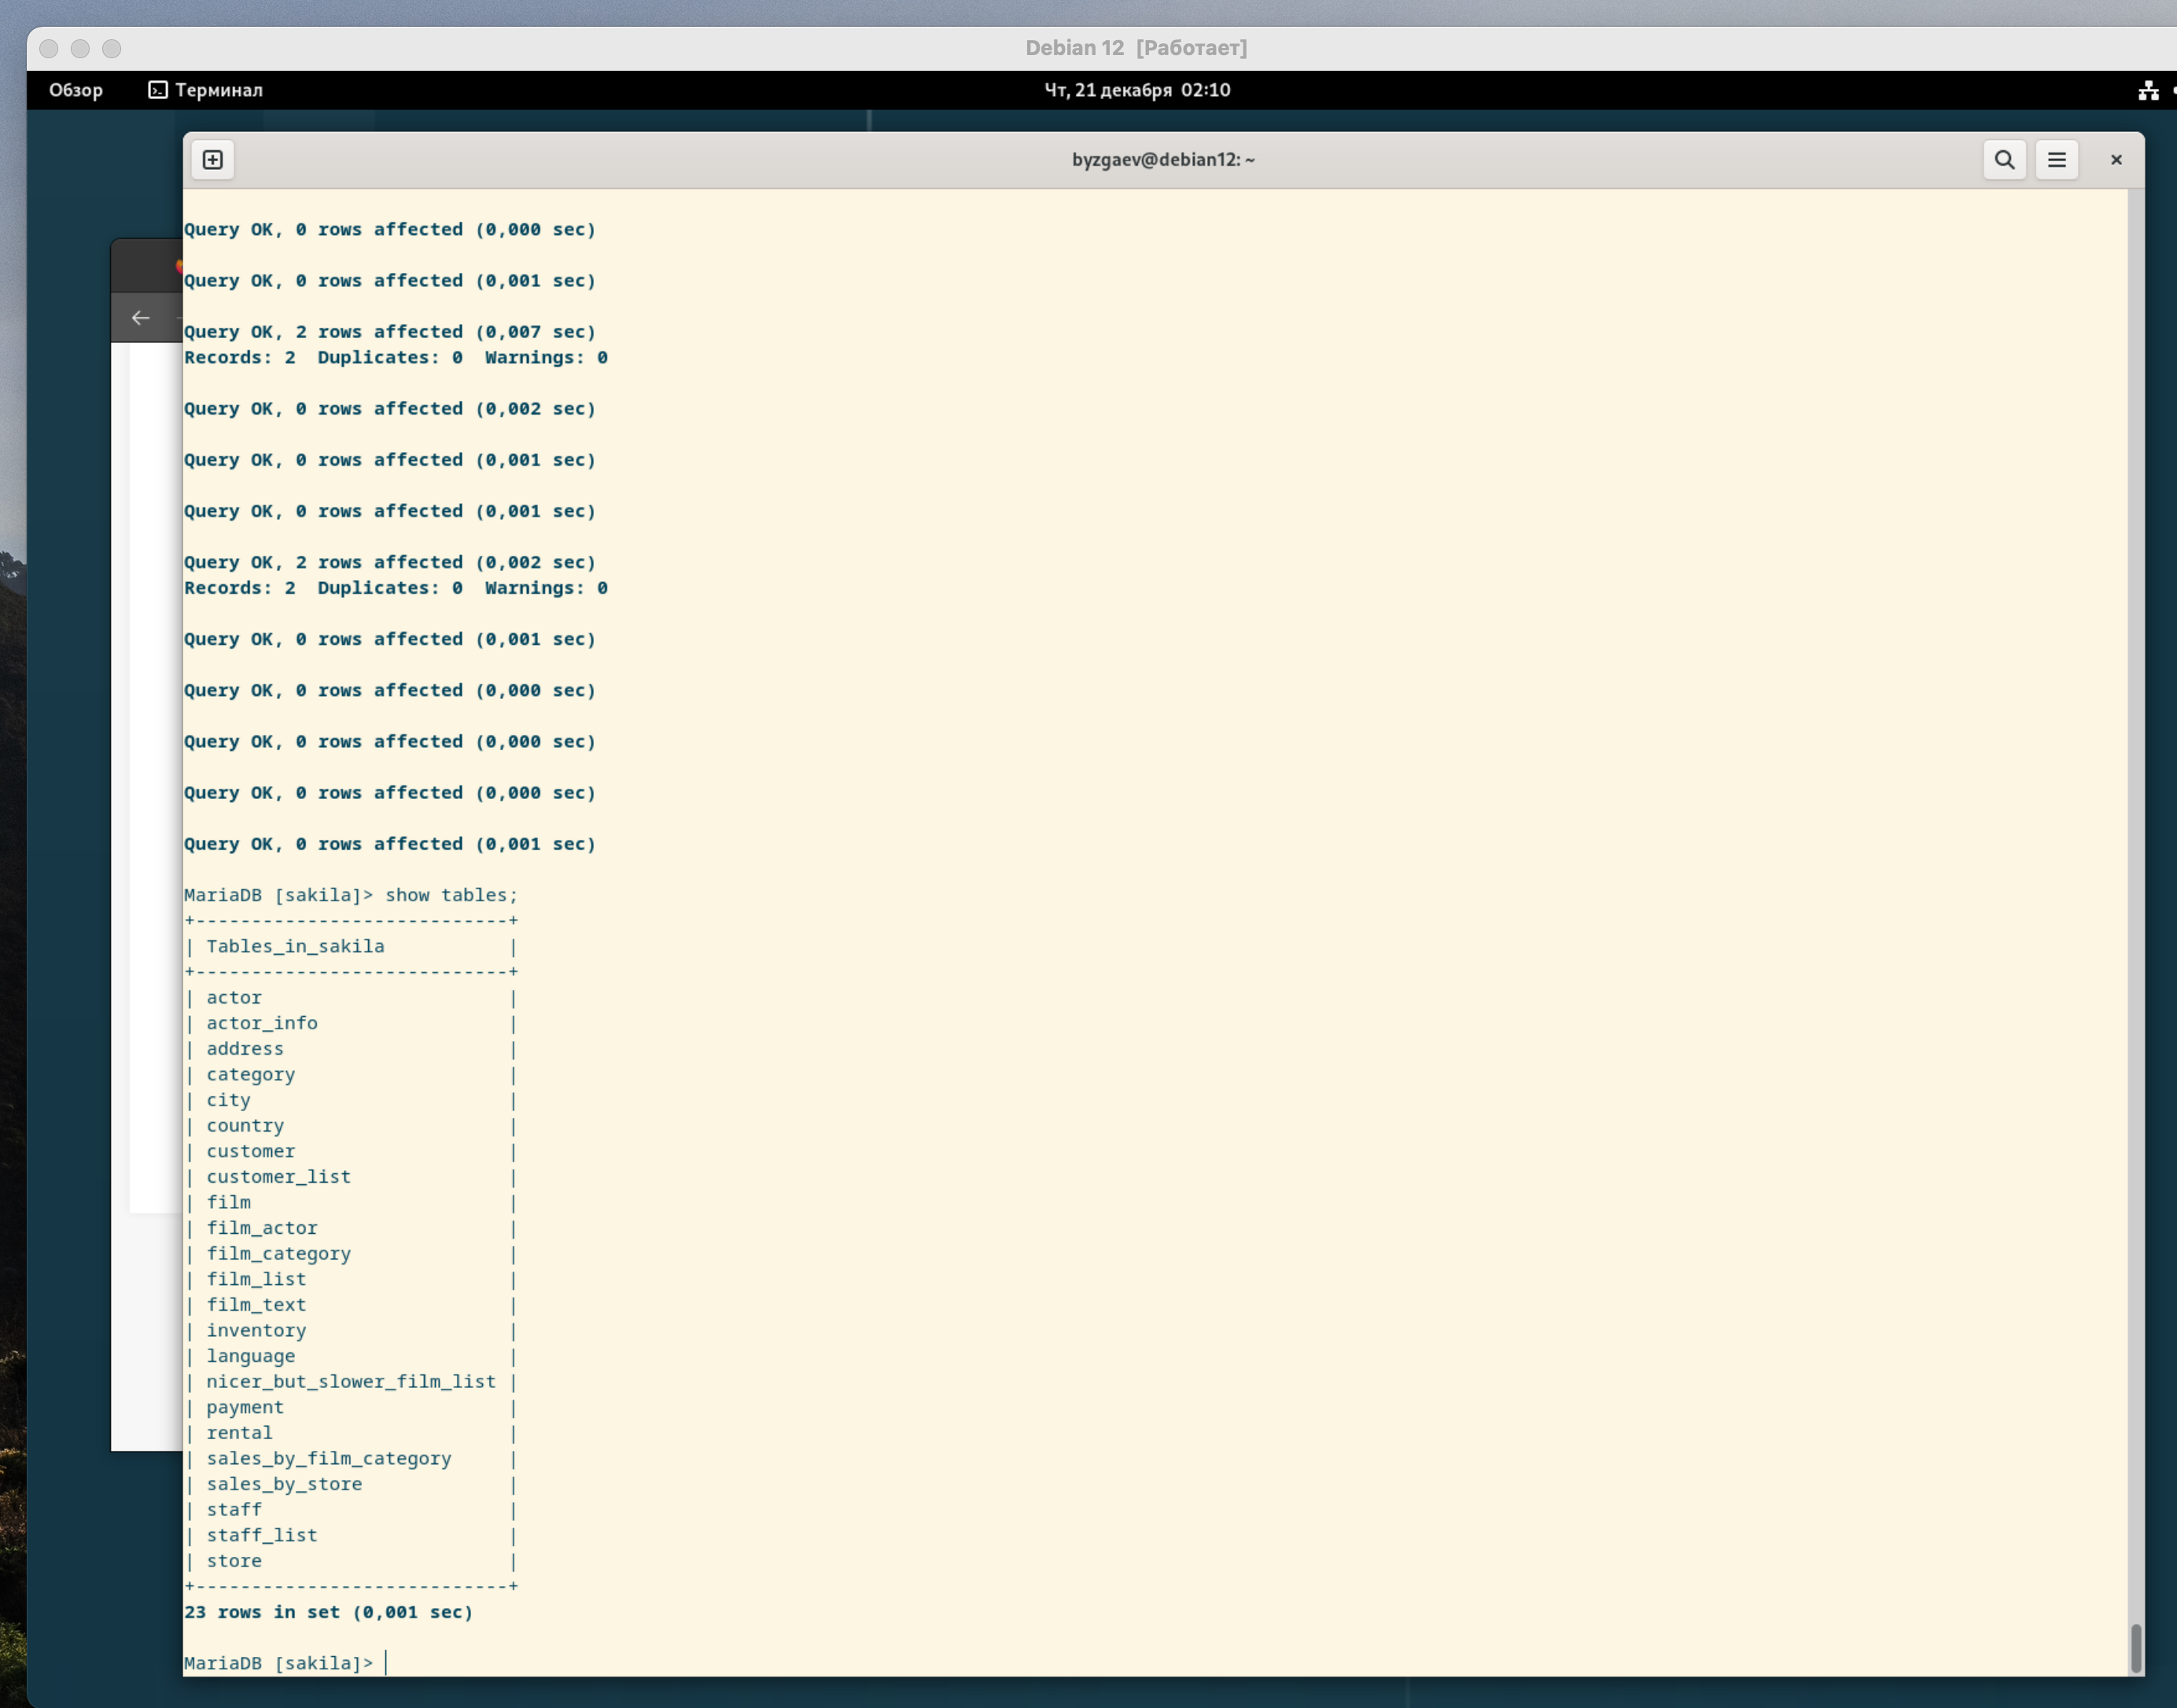 Debian 12 [Работает]
Обзор Терминал Чт, 21 декабря 02:10
byzgaev@debian12: ~
Query OK, 0 rows affected (0,000 sec)
Query OK, 0 rows affected (0,001 sec)
Query OK, 2 rows affected (0,007 sec)
Records: 2  Duplicates: 0  Warnings: 0
Query OK, 0 rows affected (0,002 sec)
Query OK, 0 rows affected (0,001 sec)
Query OK, 0 rows affected (0,001 sec)
Query OK, 2 rows affected (0,002 sec)
Records: 2  Duplicates: 0  Warnings: 0
Query OK, 0 rows affected (0,001 sec)
Query OK, 0 rows affected (0,000 sec)
Query OK, 0 rows affected (0,000 sec)
Query OK, 0 rows affected (0,000 sec)
Query OK, 0 rows affected (0,001 sec)
MariaDB [sakila]> show tables;
+----------------------------+
| Tables_in_sakila           |
+----------------------------+
| actor                      |
| actor_info                 |
| address                    |
| category                   |
| city                       |
| country                    |
| customer                   |
| customer_list              |
| film                       |
| film_actor                 |
| film_category              |
| film_list                  |
| film_text                  |
| inventory                  |
| language                   |
| nicer_but_slower_film_list |
| payment                    |
| rental                     |
| sales_by_film_category     |
| sales_by_store             |
| staff                      |
| staff_list                 |
| store                      |
+----------------------------+
23 rows in set (0,001 sec)
MariaDB [sakila]>